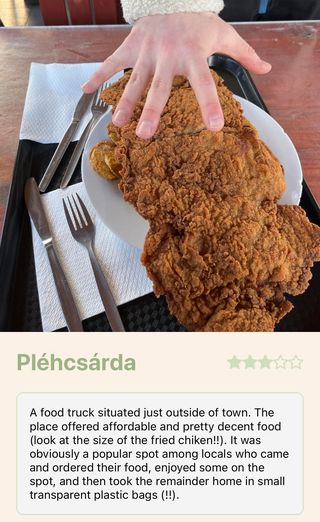 Pléhcsárda
A food truck situated just outside of town. The
place offered affordable and pretty decent food
(look at the size of the fried chiken!!). It was
obviously a popular spot among locals who came
and ordered their food, enjoyed some on the
spot, and then took the remainder home in small
transparent plastic bags (!!).